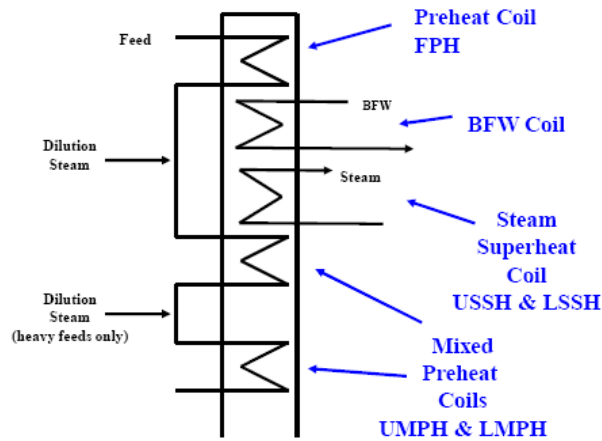 Preheat Coil
FPH
Feed
BFW
BFW Coil
Dilution
Steam
Steam
Steam
Superheat
Coil
USSH & LSSH
Dilution
Steam
(heavy feeds only)
Mixed
Preheat
Coils
UMPH & LMPH